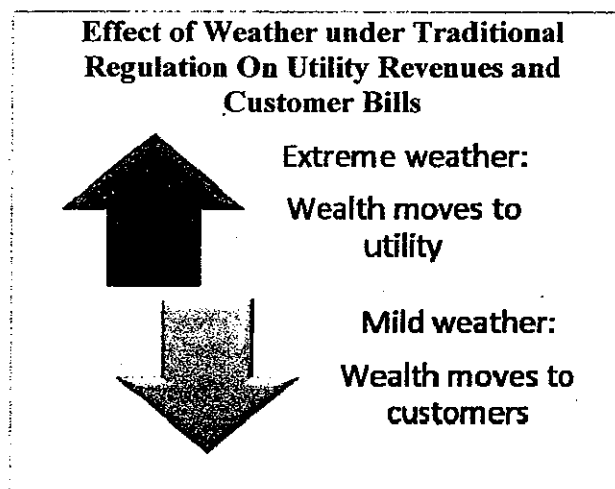 Effect of Weather under Traditional
Regulation On Utility Revenues and
Customer Bills
Extreme weather:
Wealth moves to
utility
Mild weather:
Wealth moves to
customers